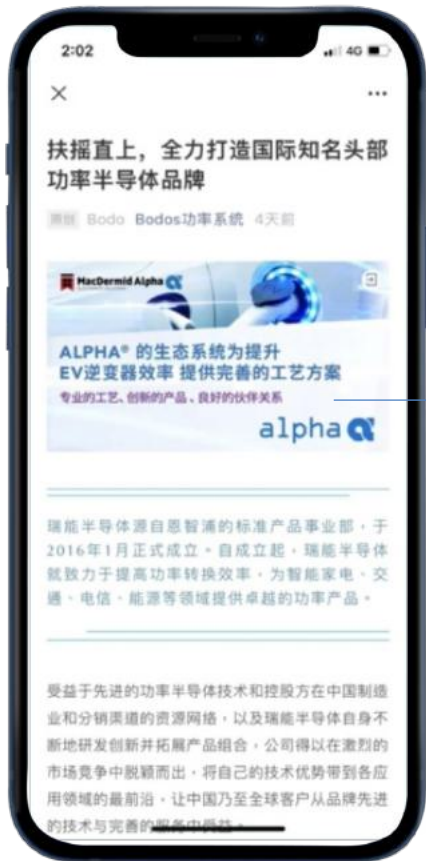 2:02
4G
扶摇直上，全力打造国际知名头部
功率半导体品牌
原创 Bodo Bodos功率系统 4天前
MacDermid Alpha
ALPHA® 的生态系统为提升
EV逆变器效率 提供完善的工艺方案
专业的工艺、创新的产品、良好的伙伴关系
alpha
瑞能半导体源自恩智浦的标准产品事业部，于
2016年1月正式成立。自成立起，瑞能半导体
就致力于提高功率转换效率，为智能家电、交
通、电信、能源等领域提供卓越的功率产品。
受益于先进的功率半导体技术和控股方在中国制造
业和分销渠道的资源网络，以及瑞能半导体自身不
断地研发创新并拓展产品组合，公司得以在激烈的
市场竞争中脱颖而出，将自己的技术优势带到各应
用领域的最前沿，让中国乃至全球客户从品牌先进
的技术与完善的服务中受益。